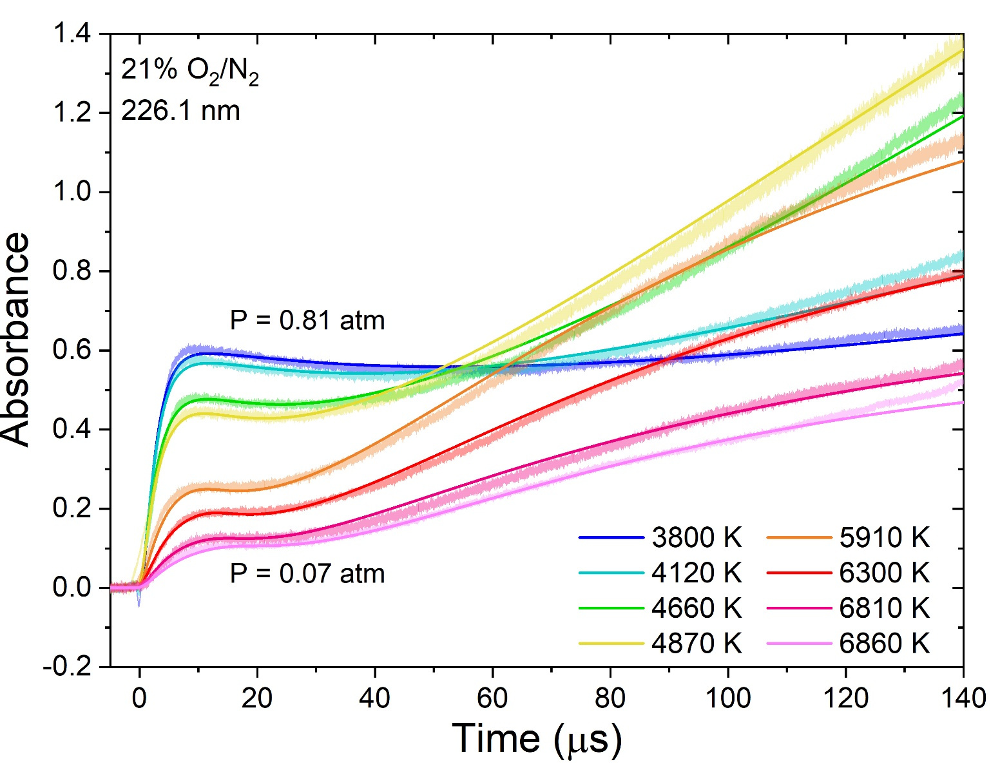 21% O₂/N₂
226.1 nm
P = 0.81 atm
P = 0.07 atm
3800 K
4120 K
4660 K
4870 K
5910 K
6300 K
6810 K
6860 K
Absorbance
1.4
1.2
1.0
0.8
0.6
0.4
0.2
0.0
-0.2
0 20 40 60 80 100 120 140
Time (μs)